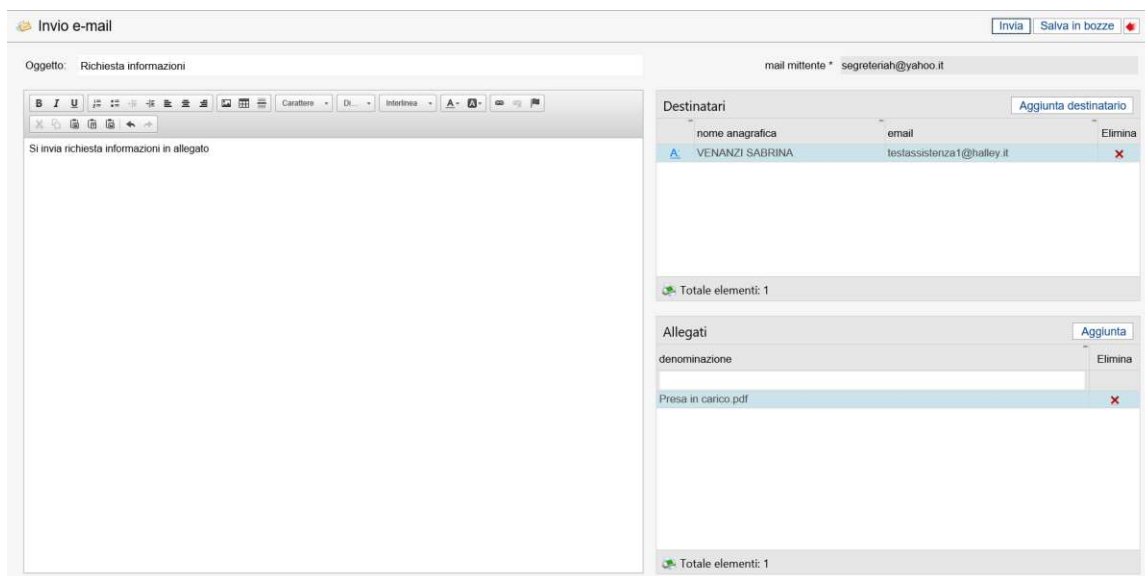 Invio e-mail
Invia Salva in bozze
Oggetto: Richiesta informazioni
mail mittente * segreteriah@yahoo.it
B I U Carattere Di... Interlinea A A
Si invia richiesta informazioni in allegato
Destinatari Aggiunta destinatario
nome anagrafica email Elimina
A: VENANZI SABRINA testassistenza1@halley.it
Totale elementi: 1
Allegati Aggiunta
denominazione Elimina
Presa in carico.pdf
Totale elementi: 1